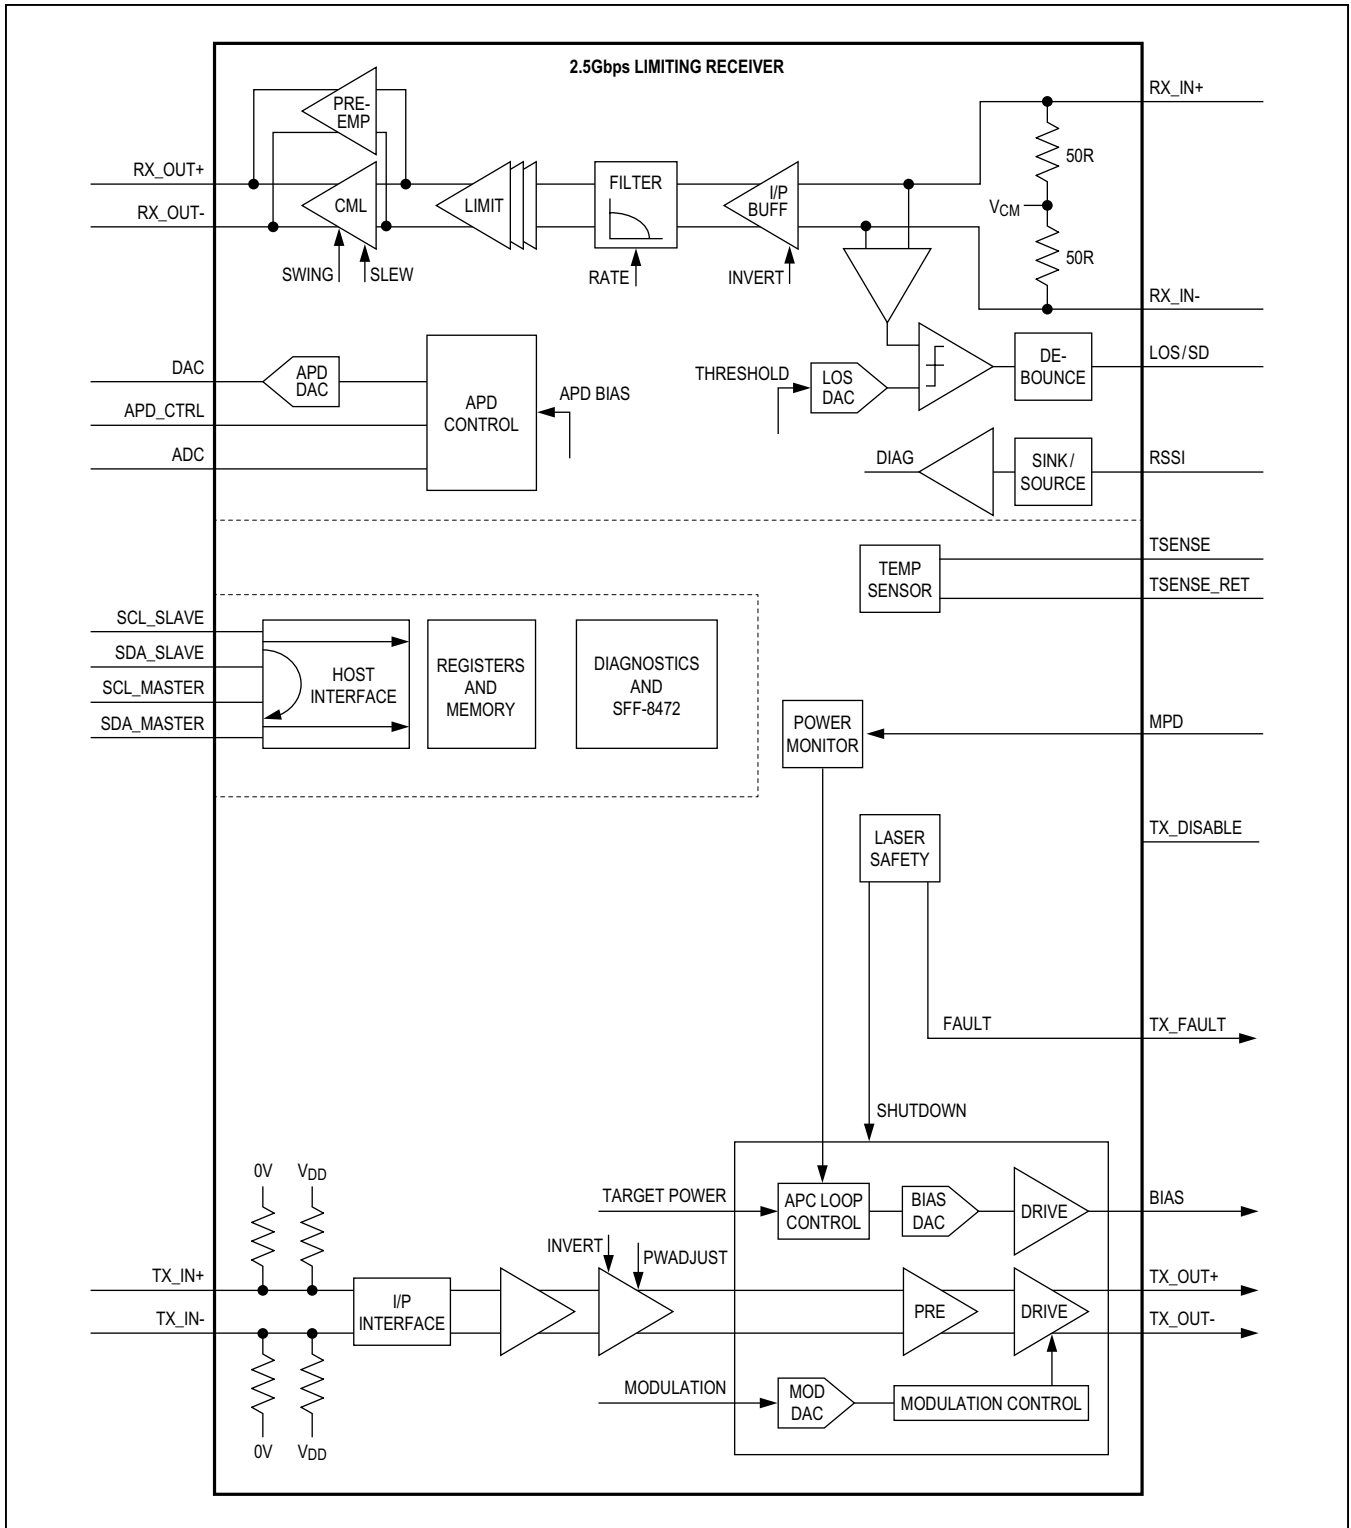 2.5Gbps LIMITING RECEIVER
RX_IN+
PRE-
EMP
50R
RX_OUT+
FILTER
I/P
BUFF
LIMIT
CML
VCM
RX_OUT-
50R
SWING
SLEW
RATE
INVERT
RX_IN-
DAC
APD
DAC
APD
CONTROL
APD BIAS
THRESHOLD
LOS
DAC
DE-
BOUNCE
LOS/SD
APD_CTRL
ADC
DIAG
SINK/
SOURCE
RSSI
TSENSE
TEMP
SENSOR
TSENSE_RET
SCL_SLAVE
SDA_SLAVE
SCL_MASTER
SDA_MASTER
HOST
INTERFACE
REGISTERS
AND
MEMORY
DIAGNOSTICS
AND
SFF-8472
POWER
MONITOR
MPD
LASER
SAFETY
TX_DISABLE
FAULT
TX_FAULT
SHUTDOWN
0V
VDD
TARGET POWER
APC LOOP
CONTROL
BIAS
DAC
DRIVE
BIAS
INVERT
PWADJUST
TX_IN+
I/P
INTERFACE
PRE
DRIVE
TX_OUT+
TX_IN-
TX_OUT-
MODULATION
MOD
DAC
MODULATION CONTROL
0V
VDD